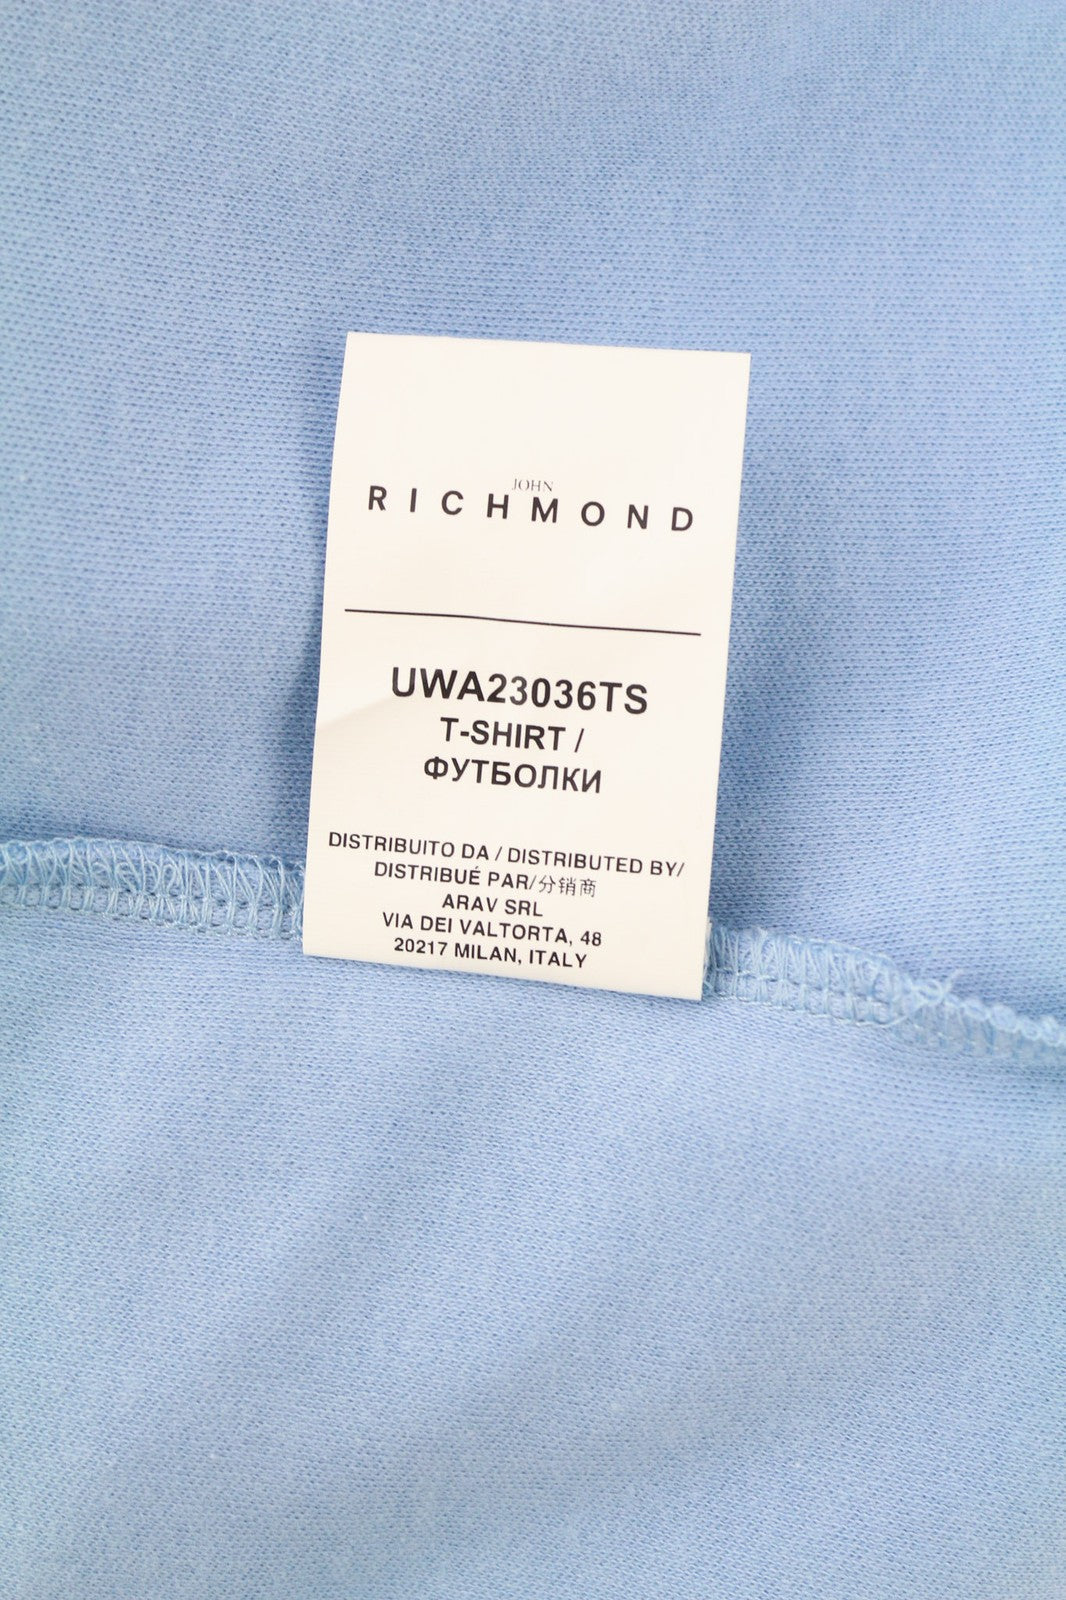 JOHN
RICHMOND
UWA23036TS
T-SHIRT /
ФУТБОЛКИ
DISTRIBUITO DA / DISTRIBUTED BY/
DISTRIBUÉ PAR/分销商
ARAV SRL
VIA DEI VALTORTA, 48
20217 MILAN, ITALY